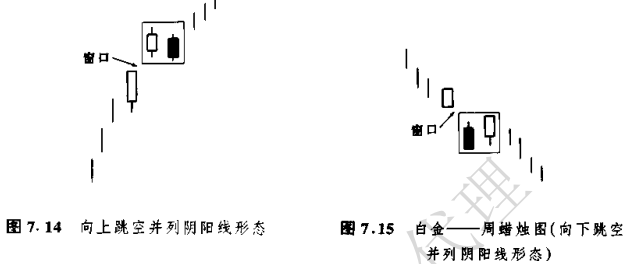 窗口
窗口
图 7.14 向上跳空并列阴阳线形态
图 7.15 白金——周蜡烛图(向下跳空
并列阴阳线形态)
代理